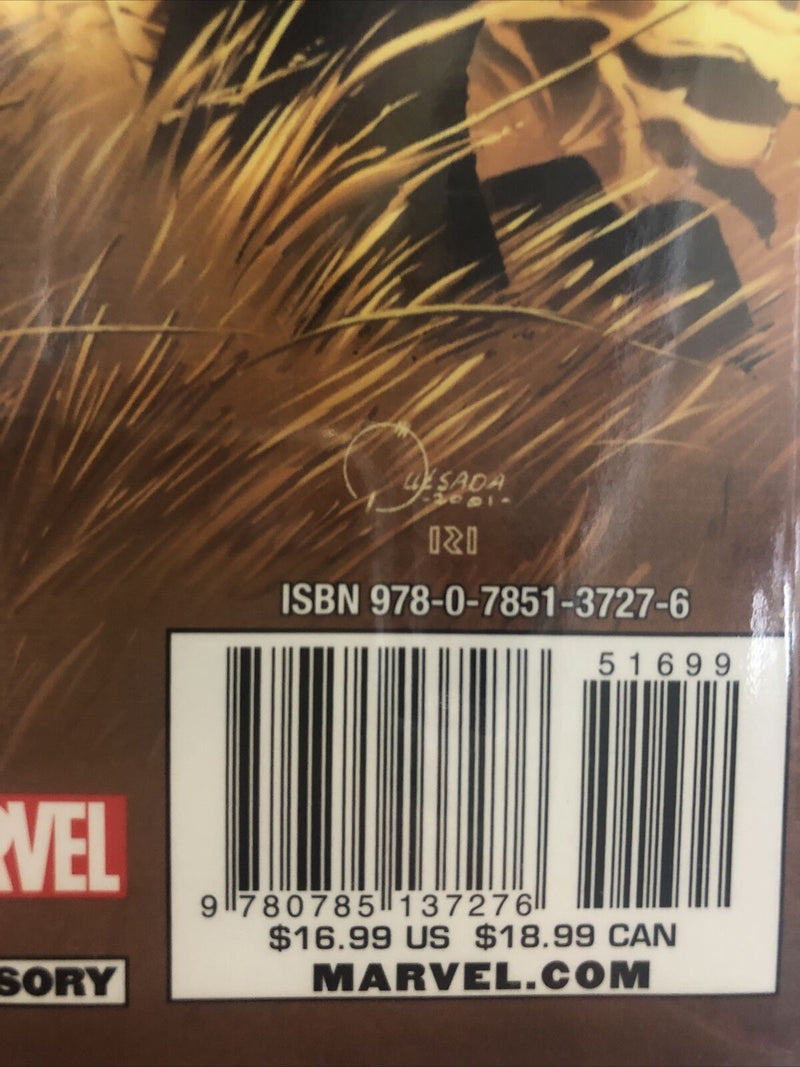 QUESADA
-2001-
ISBN 978-0-7851-3727-6
51699
9 780785 137276
RVEL
$16.99 US $18.99 CAN
SORY
MARVEL.COM